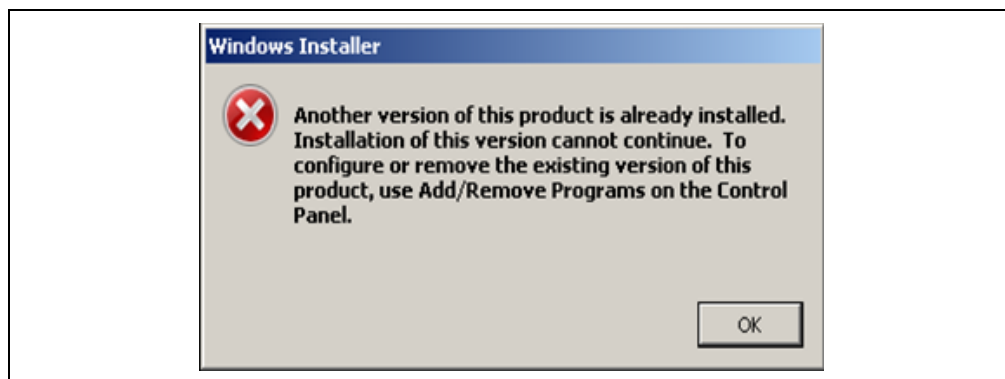 Windows Installer
Another version of this product is already installed.
Installation of this version cannot continue. To
configure or remove the existing version of this
product, use Add/Remove Programs on the Control
Panel.
OK